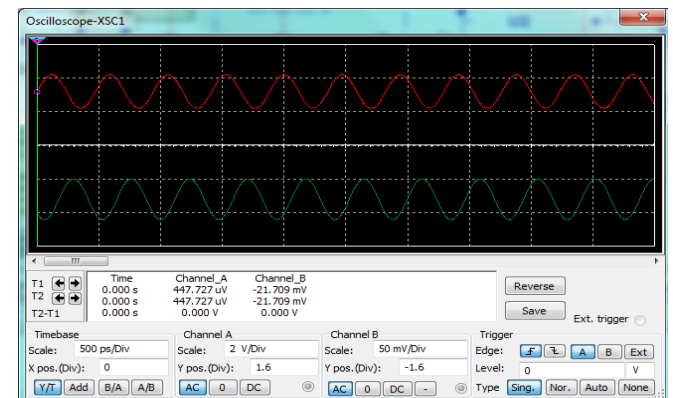 Oscilloscope-XSC1
Time Channel_A Channel_B
T1 0.000 s 447.727 uV -21.709 mV
T2 0.000 s 447.727 uV -21.709 mV
T2-T1 0.000 s 0.000 V 0.000 V
Reverse
Save
Ext. trigger
Timebase Channel A Channel B Trigger
Scale: 500 ps/Div Scale: 2 V/Div Scale: 50 mV/Div Edge: A B Ext
X pos.(Div): 0 Y pos.(Div): 1.6 Y pos.(Div): -1.6 Level: 0 V
Y/T Add B/A A/B AC 0 DC AC 0 DC - Type Sing. Nor. Auto None